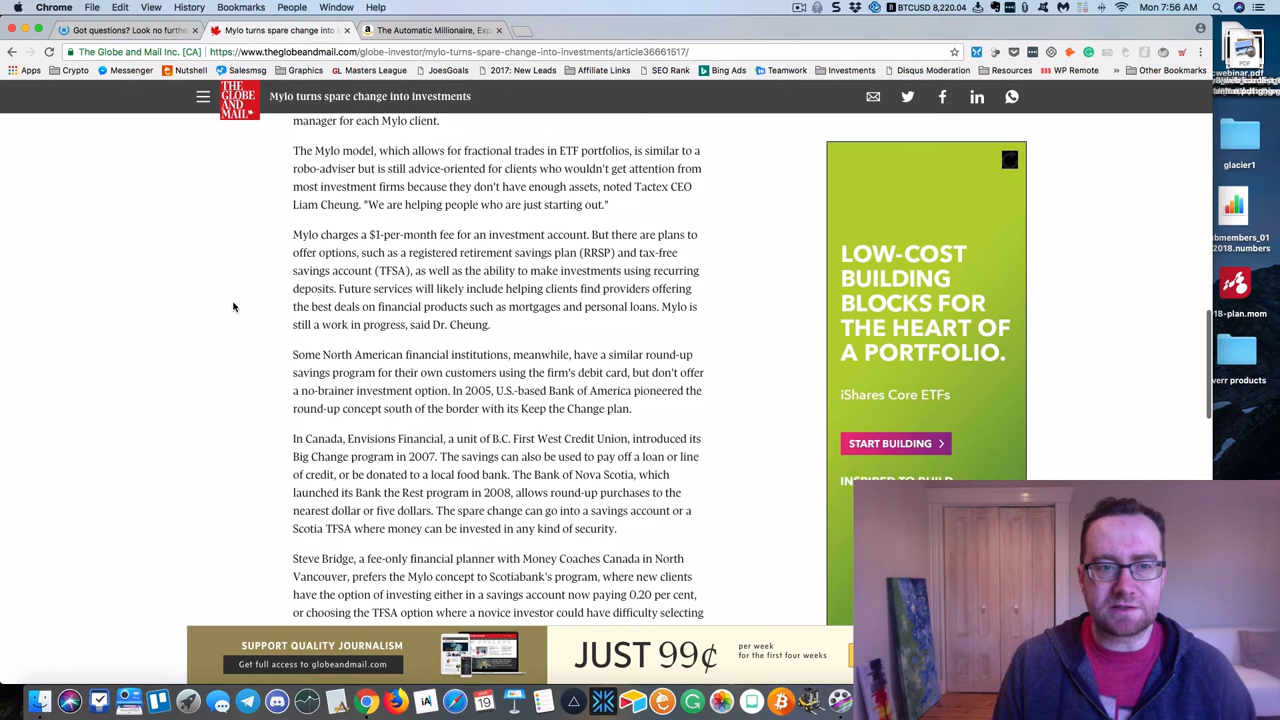 Chrome File Edit View History Bookmarks People Window Help
BTCUSD 8,220.04
Mon 7:56 AM
Got questions? Look no furthe
Mylo turns spare change into i
The Automatic Millionaire, Exp
The Globe and Mail Inc. [CA]
https://www.theglobeandmail.com/globe-investor/mylo-turns-spare-change-into-investments/article36661517/
Apps Crypto Messenger Nutshell Salesmsg Graphics Masters League JoesGoals 2017: New Leads Affiliate Links SEO Rank Bing Ads Teamwork Investments Disqus Moderation Resources WP Remote » Other Bookmarks
THE
GLOBE
AND
MAIL
Mylo turns spare change into investments
manager for each Mylo client.
The Mylo model, which allows for fractional trades in ETF portfolios, is similar to a
robo-adviser but is still advice-oriented for clients who wouldn't get attention from
most investment firms because they don't have enough assets, noted Tactex CEO
Liam Cheung. "We are helping people who are just starting out."
Mylo charges a $1-per-month fee for an investment account. But there are plans to
offer options, such as a registered retirement savings plan (RRSP) and tax-free
savings account (TFSA), as well as the ability to make investments using recurring
deposits. Future services will likely include helping clients find providers offering
the best deals on financial products such as mortgages and personal loans. Mylo is
still a work in progress, said Dr. Cheung.
Some North American financial institutions, meanwhile, have a similar round-up
savings program for their own customers using the firm's debit card, but don't offer
a no-brainer investment option. In 2005, U.S.-based Bank of America pioneered the
round-up concept south of the border with its Keep the Change plan.
In Canada, Envisions Financial, a unit of B.C. First West Credit Union, introduced its
Big Change program in 2007. The savings can also be used to pay off a loan or line
of credit, or be donated to a local food bank. The Bank of Nova Scotia, which
launched its Bank the Rest program in 2008, allows round-up purchases to the
nearest dollar or five dollars. The spare change can go into a savings account or a
Scotia TFSA where money can be invested in any kind of security.
Steve Bridge, a fee-only financial planner with Money Coaches Canada in North
Vancouver, prefers the Mylo concept to Scotiabank's program, where new clients
have the option of investing either in a savings account now paying 0.20 per cent,
or choosing the TFSA option where a novice investor could have difficulty selecting
LOW-COST
BUILDING
BLOCKS FOR
THE HEART OF
A PORTFOLIO.
iShares Core ETFs
START BUILDING >
INSPIRED TO BUILD
SUPPORT QUALITY JOURNALISM
Get full access to globeandmail.com
JUST 99¢
per week
for the first four weeks
PDF
cwebinar.pdf
glacier1
bmembers_01
2018.numbers
18-plan.mom
verr products
19